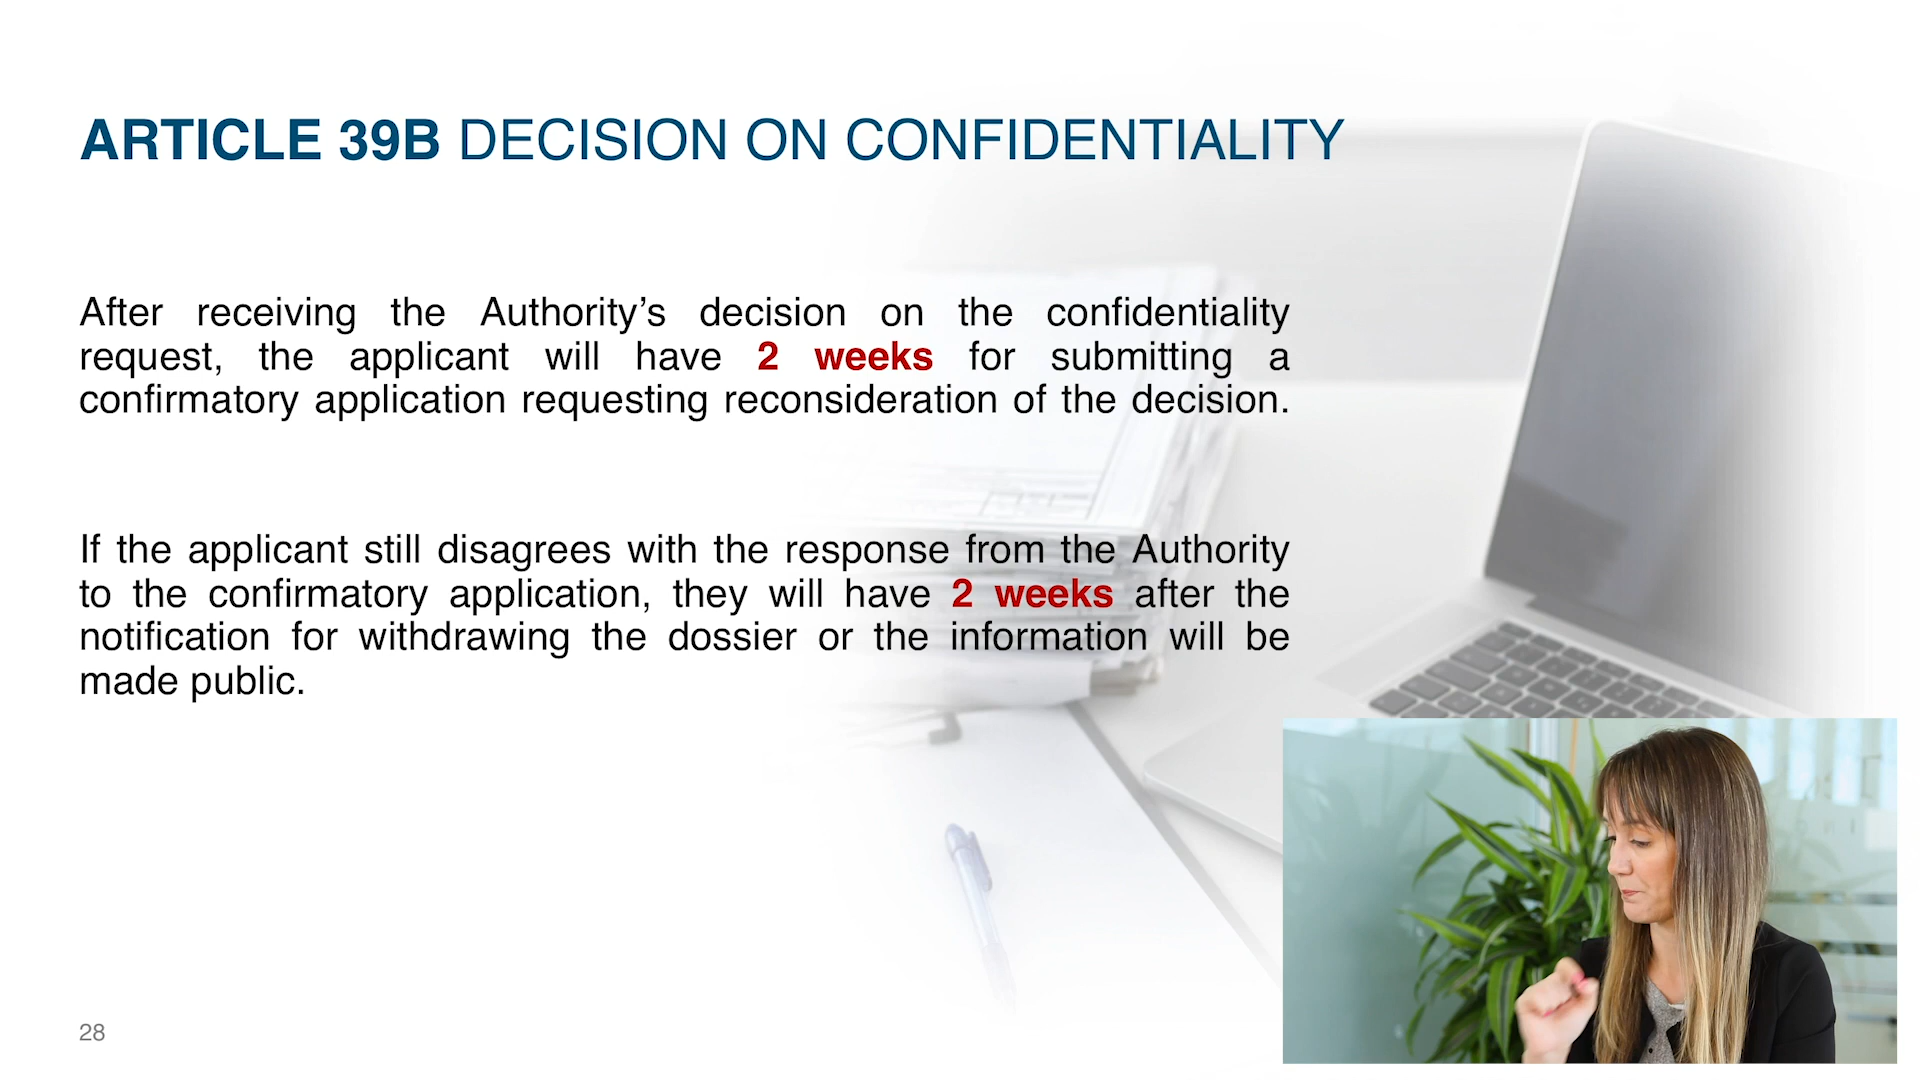 ARTICLE 39B DECISION ON CONFIDENTIALITY
After receiving the Authority’s decision on the confidentiality
request, the applicant will have 2 weeks for submitting a
confirmatory application requesting reconsideration of the decision.
If the applicant still disagrees with the response from the Authority
to the confirmatory application, they will have 2 weeks after the
notification for withdrawing the dossier or the information will be
made public.
28